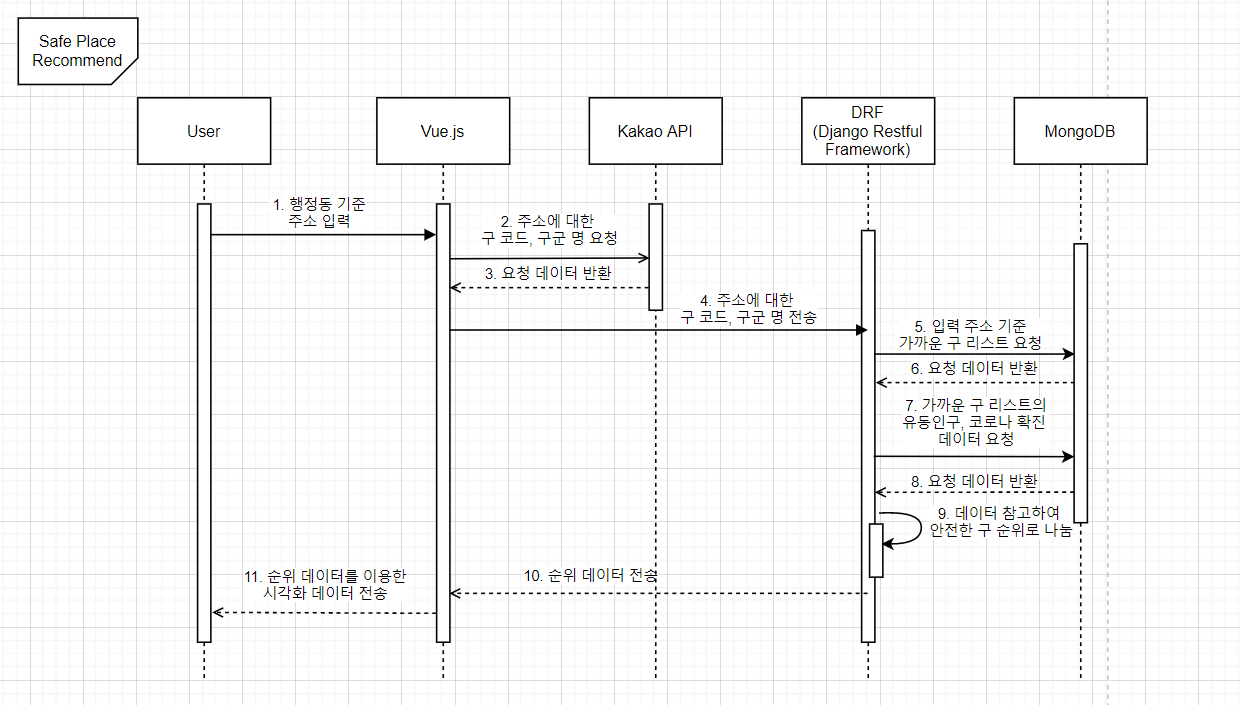 Safe Place
Recommend
User
Vue.js
Kakao API
DRF
(Django Restful
Framework)
MongoDB
1. 행정동 기준
주소 입력
2. 주소에 대한
구 코드, 구군 명 요청
3. 요청 데이터 반환
4. 주소에 대한
구 코드, 구군 명 전송
5. 입력 주소 기준
가까운 구 리스트 요청
6. 요청 데이터 반환
7. 가까운 구 리스트의
유동인구, 코로나 확진
데이터 요청
8. 요청 데이터 반환
9. 데이터 참고하여
안전한 구 순위로 나눔
10. 순위 데이터 전송
11. 순위 데이터를 이용한
시각화 데이터 전송